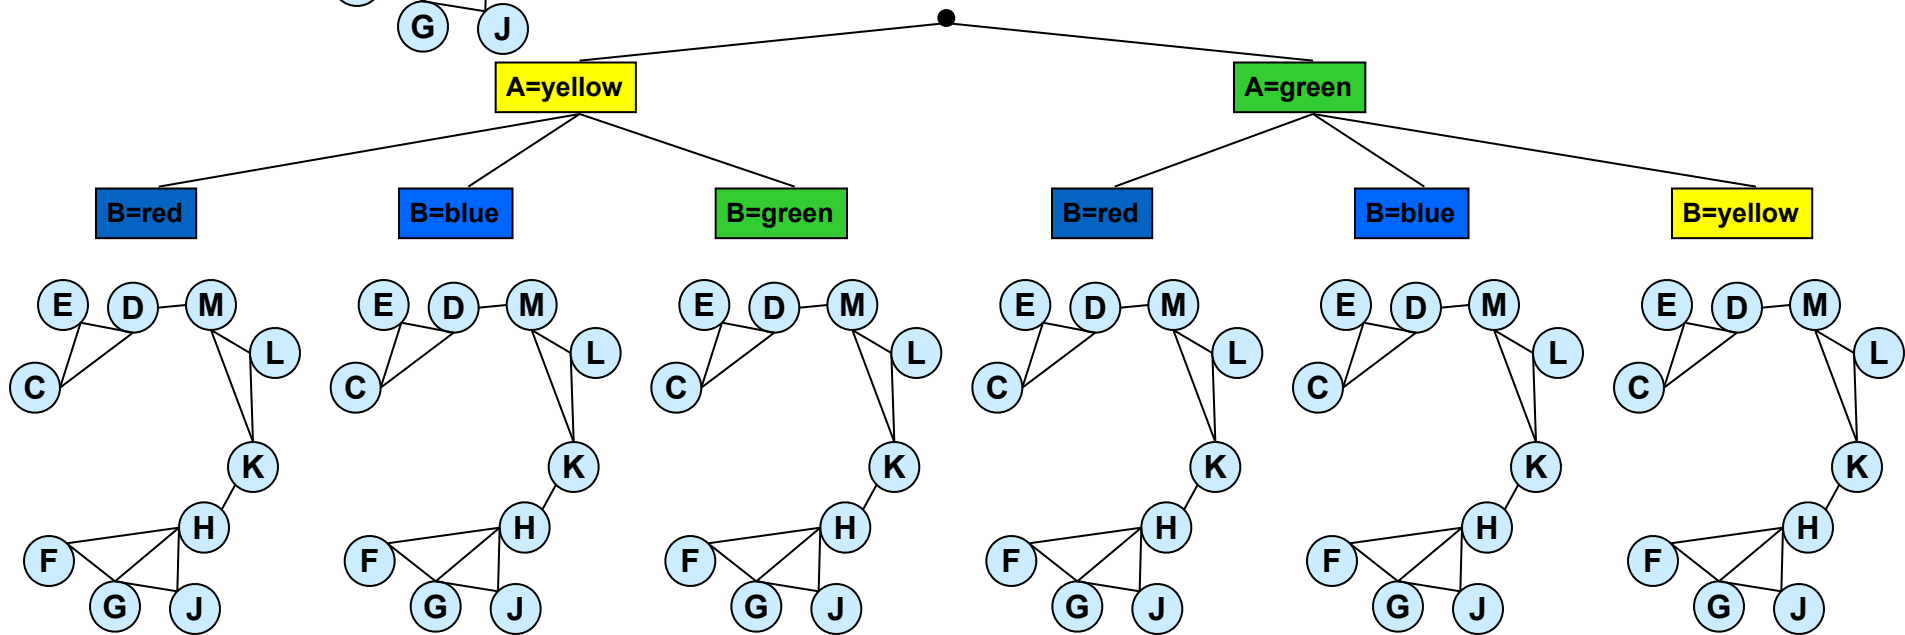 G J
A=yellow A=green
B=red B=blue B=green B=red B=blue B=yellow
E D M E D M E D M E D M E D M E D M
L L L L L L
C C C C C C
K K K K K K
H H H H H H
F F F F F F
G J G J G J G J G J G J